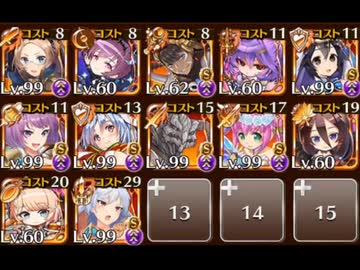 コスト 8 コスト 8 コスト 8 コスト 11 コスト 11
Lv.99 Lv.60 Lv.62 S Lv.60 S Lv.99 S
コスト 11 コスト 13 コスト 15 コスト 17 コスト 19
Lv.99 Lv.99 S Lv.99 S Lv.99 S Lv.60
コスト 20 コスト 29 13 14 15
Lv.60 Lv.99 S